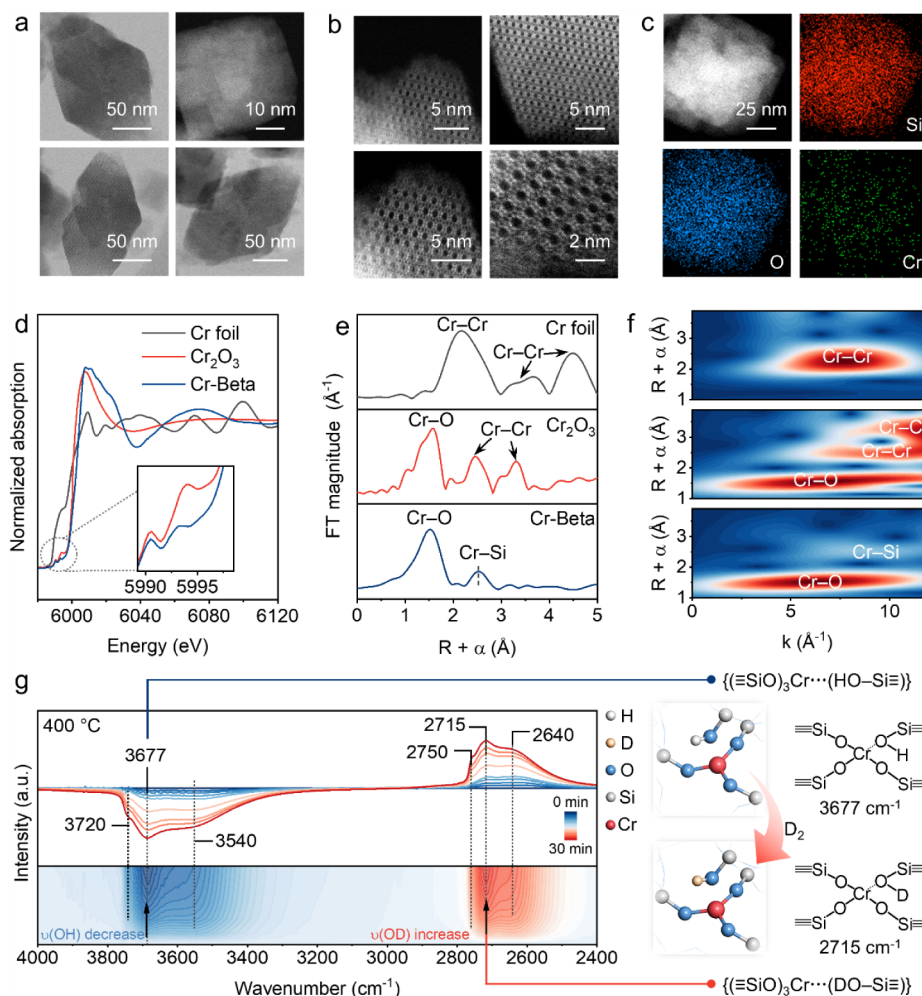 a
50 nm
10 nm
50 nm
50 nm
b
5 nm
5 nm
5 nm
2 nm
c
25 nm
Si
O
Cr
d
Cr foil
Cr₂O₃
Cr-Beta
5990 5995
6000 6040 6080 6120
Energy (eV)
Normalized absorption
e
Cr–Cr
Cr foil
Cr–Cr
Cr–O
Cr–Cr
Cr₂O₃
Cr–O
Cr-Beta
Cr–Si
0 1 2 3 4 5
R + α (Å)
FT magnitude (Å⁻¹)
f
Cr–Cr
3
2
1
R + α (Å)
Cr–C
Cr–Cr
Cr–O
3
2
1
R + α (Å)
Cr–Si
Cr–O
3
2
1
R + α (Å)
0 5 10
k (Å⁻¹)
g
400 °C
3677
3720
3540
2715
2750
2640
0 min
30 min
υ(OH) decrease
υ(OD) increase
4000 3800 3600 3400 3200 3000 2800 2600 2400
Wavenumber (cm⁻¹)
Intensity (a.u.)
{(≡SiO)₃Cr···(HO–Si≡)}
H
D
O
Si
Cr
D₂
≡Si Si≡
O O H
Cr
O O
≡Si Si≡
3677 cm⁻¹
≡Si Si≡
O O D
Cr
O O
≡Si Si≡
2715 cm⁻¹
{(≡SiO)₃Cr···(DO–Si≡)}